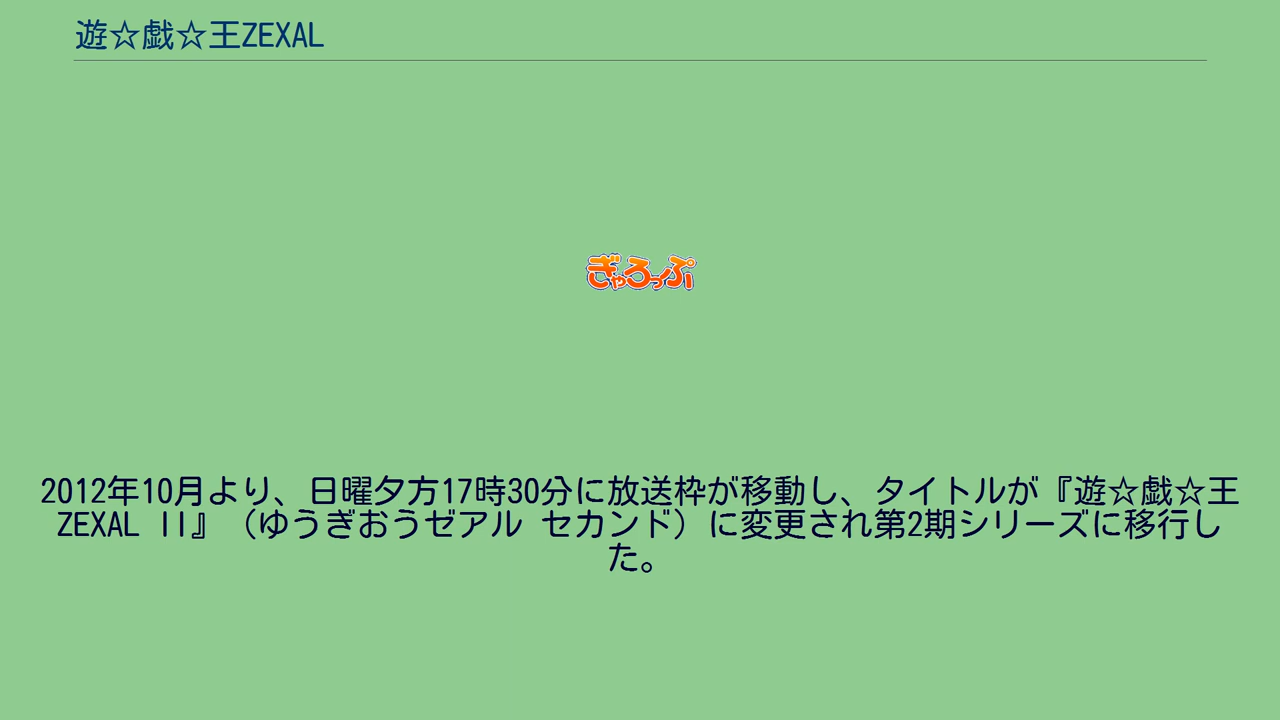 遊☆戯☆王ZEXAL
ぎゃろっぷ
2012年10月より、日曜夕方17時30分に放送枠が移動し、タイトルが『遊☆戯☆王
ZEXAL II』（ゆうぎおうゼアル セカンド）に変更され第2期シリーズに移行し
た。